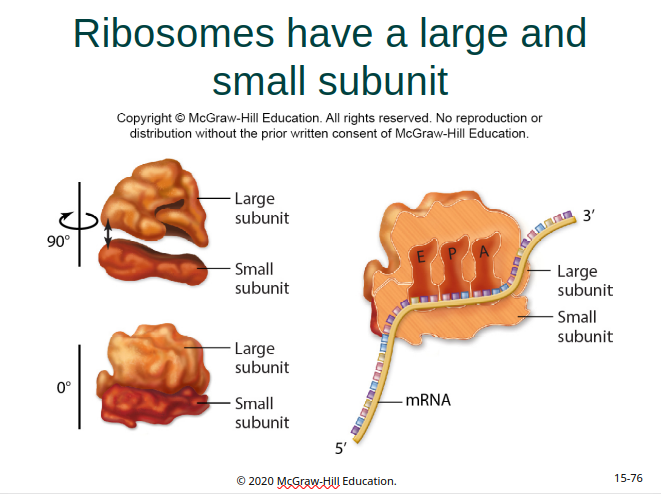 Ribosomes have a large and
small subunit
Copyright © McGraw-Hill Education. All rights reserved. No reproduction or
distribution without the prior written consent of McGraw-Hill Education.
90°
Large
subunit
Small
subunit
0°
Large
subunit
Small
subunit
E P A
3′
Large
subunit
Small
subunit
mRNA
5′
© 2020 McGraw-Hill Education.
15-76